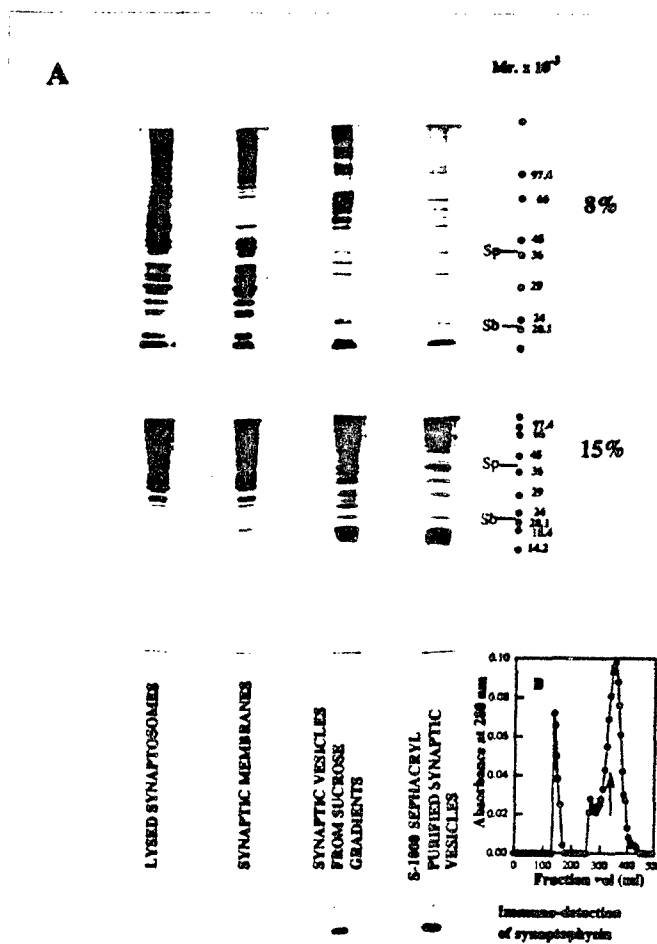 A
Mr. x 10⁻³
97.4
66
8%
45
Sp
36
29
24
Sb
20.1
97.4
66
15%
45
Sp
36
29
24
Sb
20.1
18.4
14.2
LYSED SYNAPTOSOMES
SYNAPTIC MEMBRANES
SYNAPTIC VESICLES
FROM SUCROSE
GRADIENTS
S-1000 SEPHACRYL
PURIFIED SYNAPTIC
VESICLES
B
Absorbance at 280 nm
0.10
0.08
0.06
0.04
0.02
0.00
0 100 200 300 400 500
Fraction vol (ml)
Immuno-detection
of synaptophysin